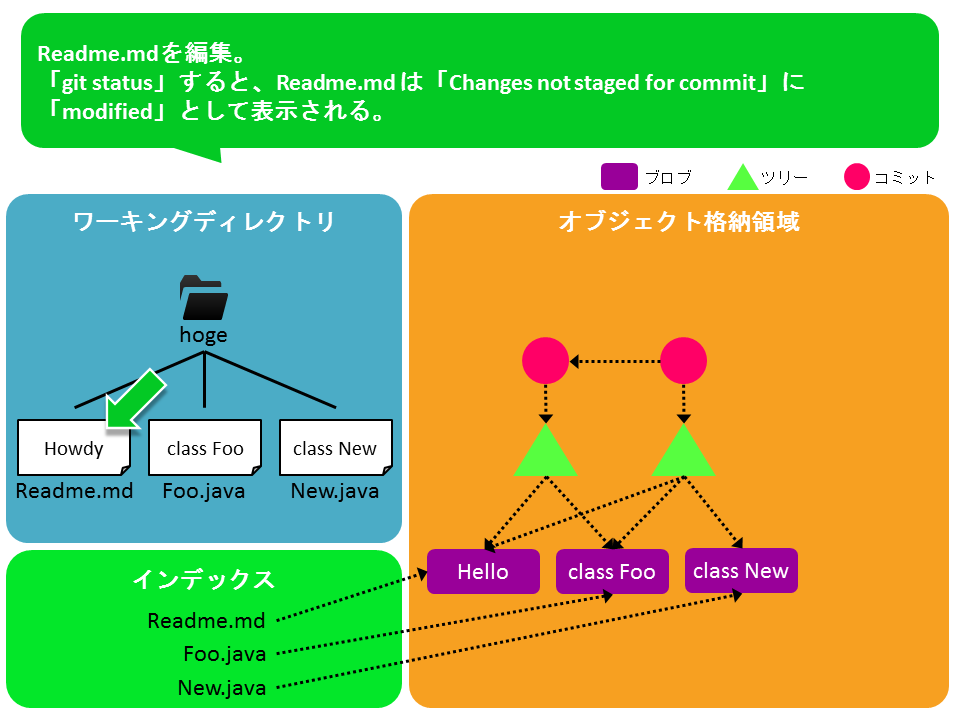 Readme.mdを編集。
「git status」すると、Readme.mdは「Changes not staged for commit」に
「modified」として表示される。
ブロブ
ツリー
コミット
ワーキングディレクトリ
オブジェクト格納領域
hoge
Howdy
class Foo
class New
Readme.md
Foo.java
New.java
Hello
class Foo
class New
インデックス
Readme.md
Foo.java
New.java